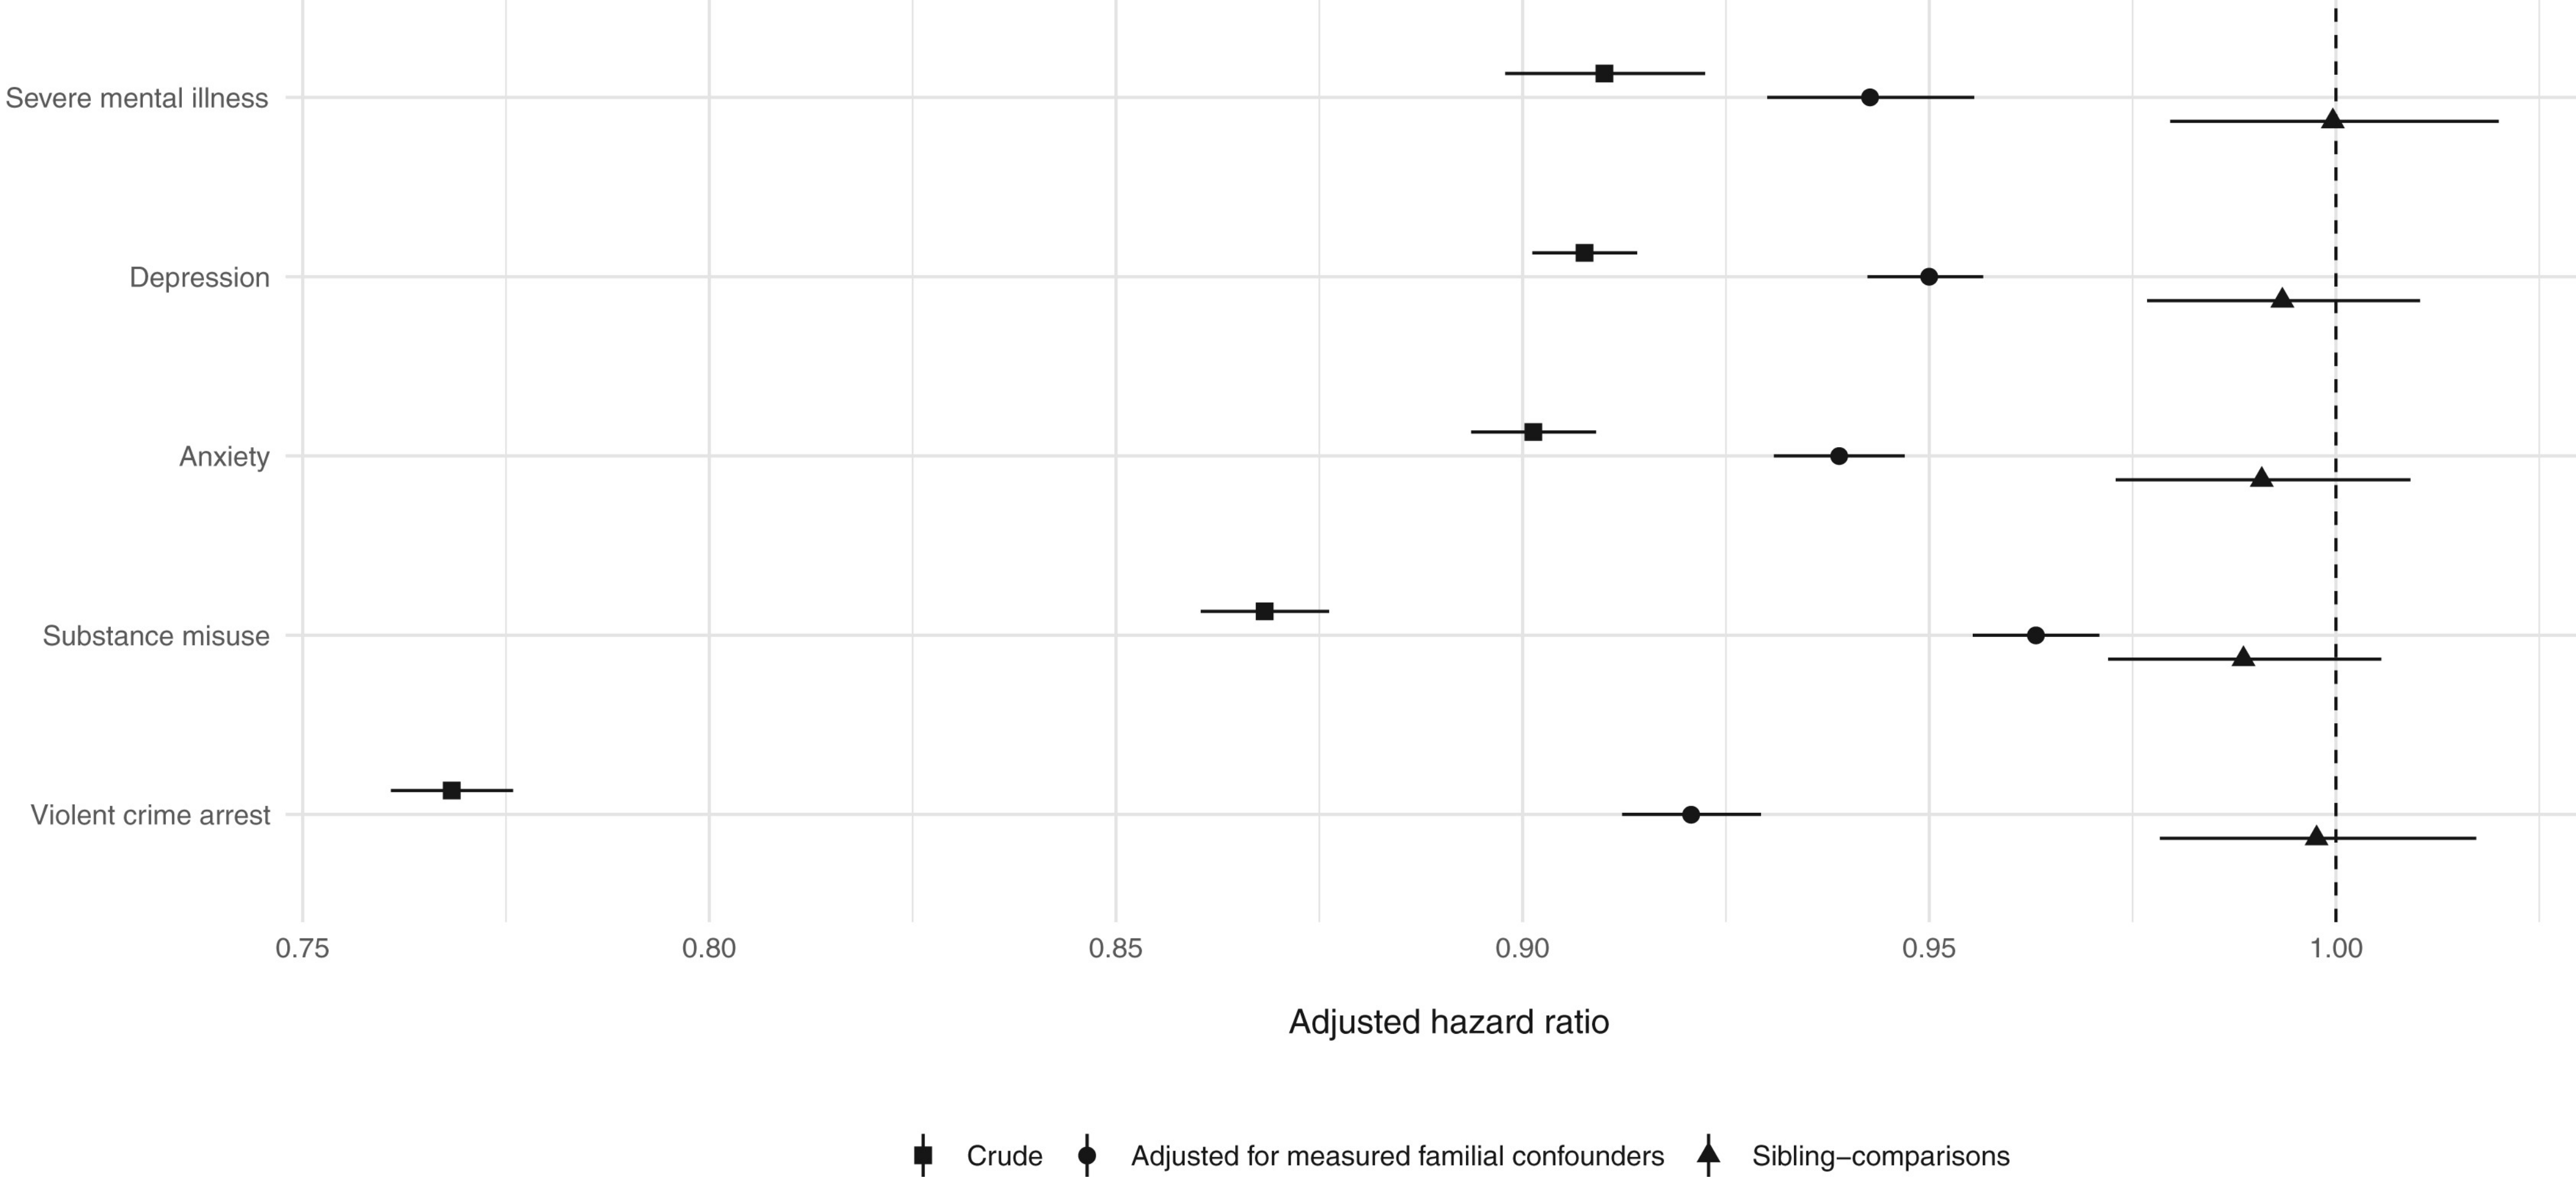 Severe mental illness
Depression
Anxiety
Substance misuse
Violent crime arrest
0.75 0.80 0.85 0.90 0.95 1.00
Adjusted hazard ratio
Crude Adjusted for measured familial confounders Sibling−comparisons